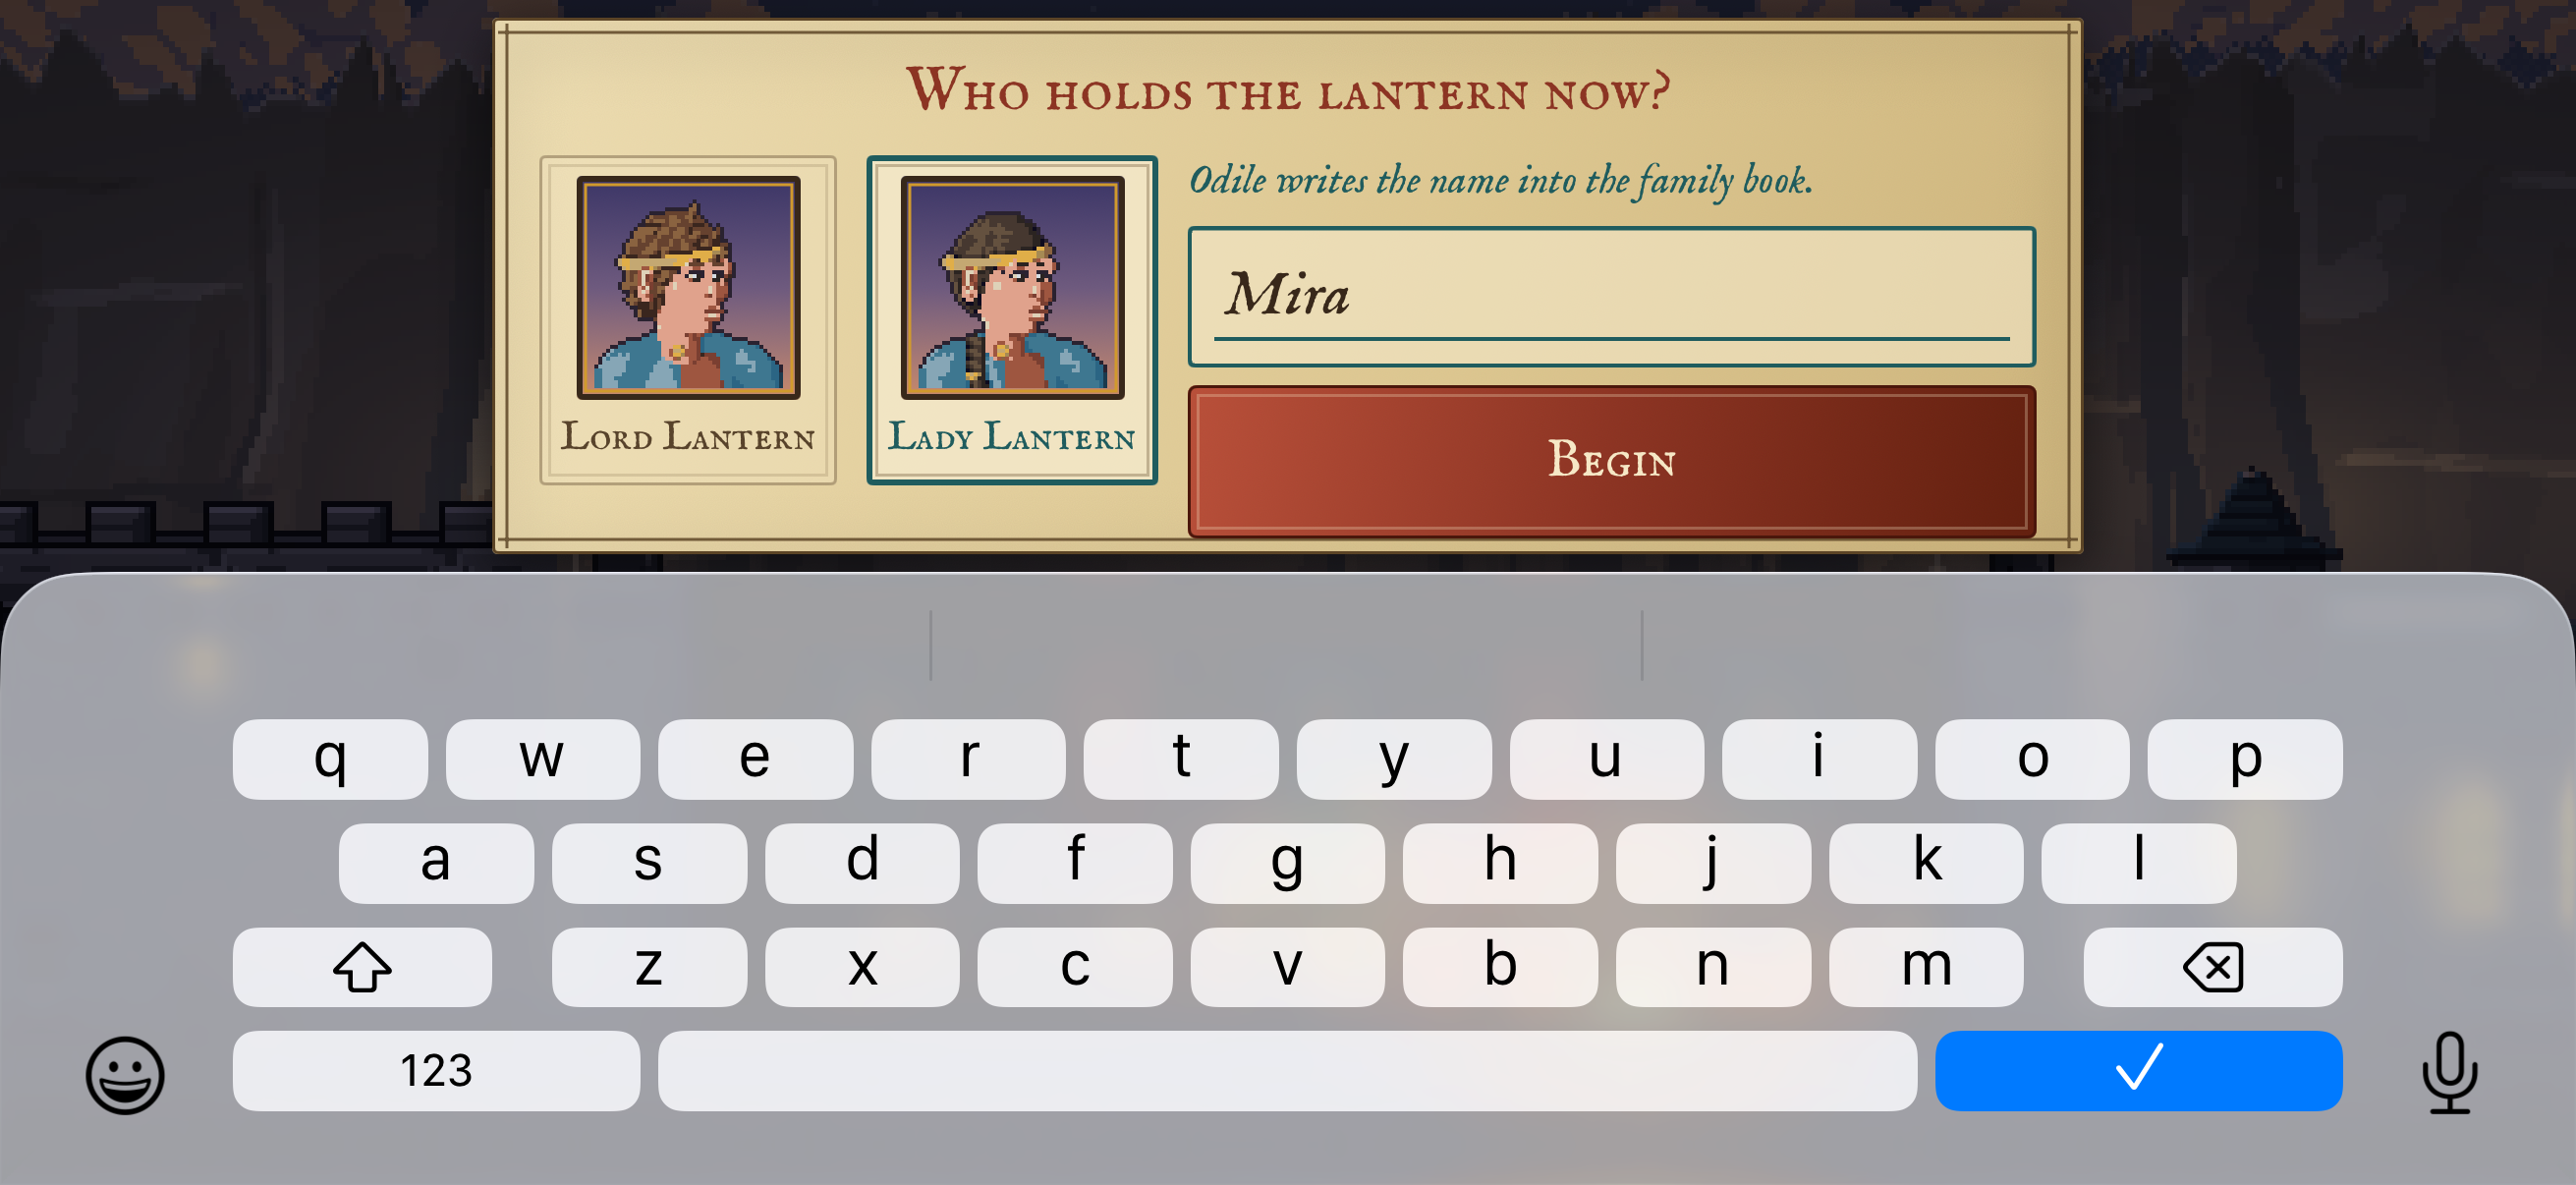 Who holds the lantern now?
Lord Lantern
Lady Lantern
Odile writes the name into the family book.
Mira
Begin
q w e r t y u i o p
a s d f g h j k l
z x c v b n m
123